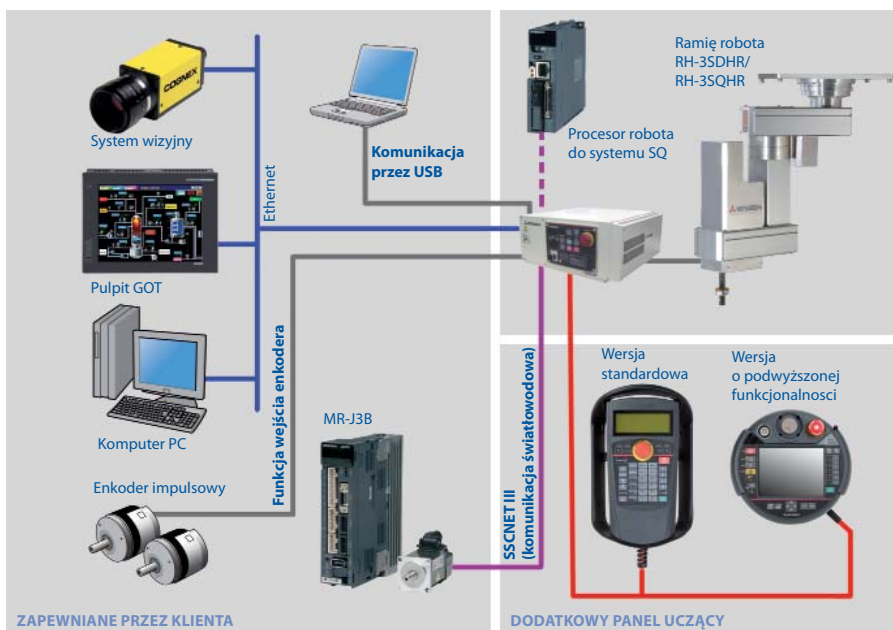 COGNEX
System wizyjny
Pulpit GOT
Komputer PC
Enkoder impulsowy
Ethernet
Komunikacja
przez USB
Funkcja wejścia enkodera
MR-J3B
SSCNET III
(komunikacja światłowodowa)
ZAPEWNIANE PRZEZ KLIENTA
Procesor robota
do systemu SQ
Ramię robota
RH-3SDHR/
RH-3SQHR
MITSUBISHI
Wersja
standardowa
Wersja
o podwyższonej
funkcjonalnosci
DODATKOWY PANEL UCZĄCY